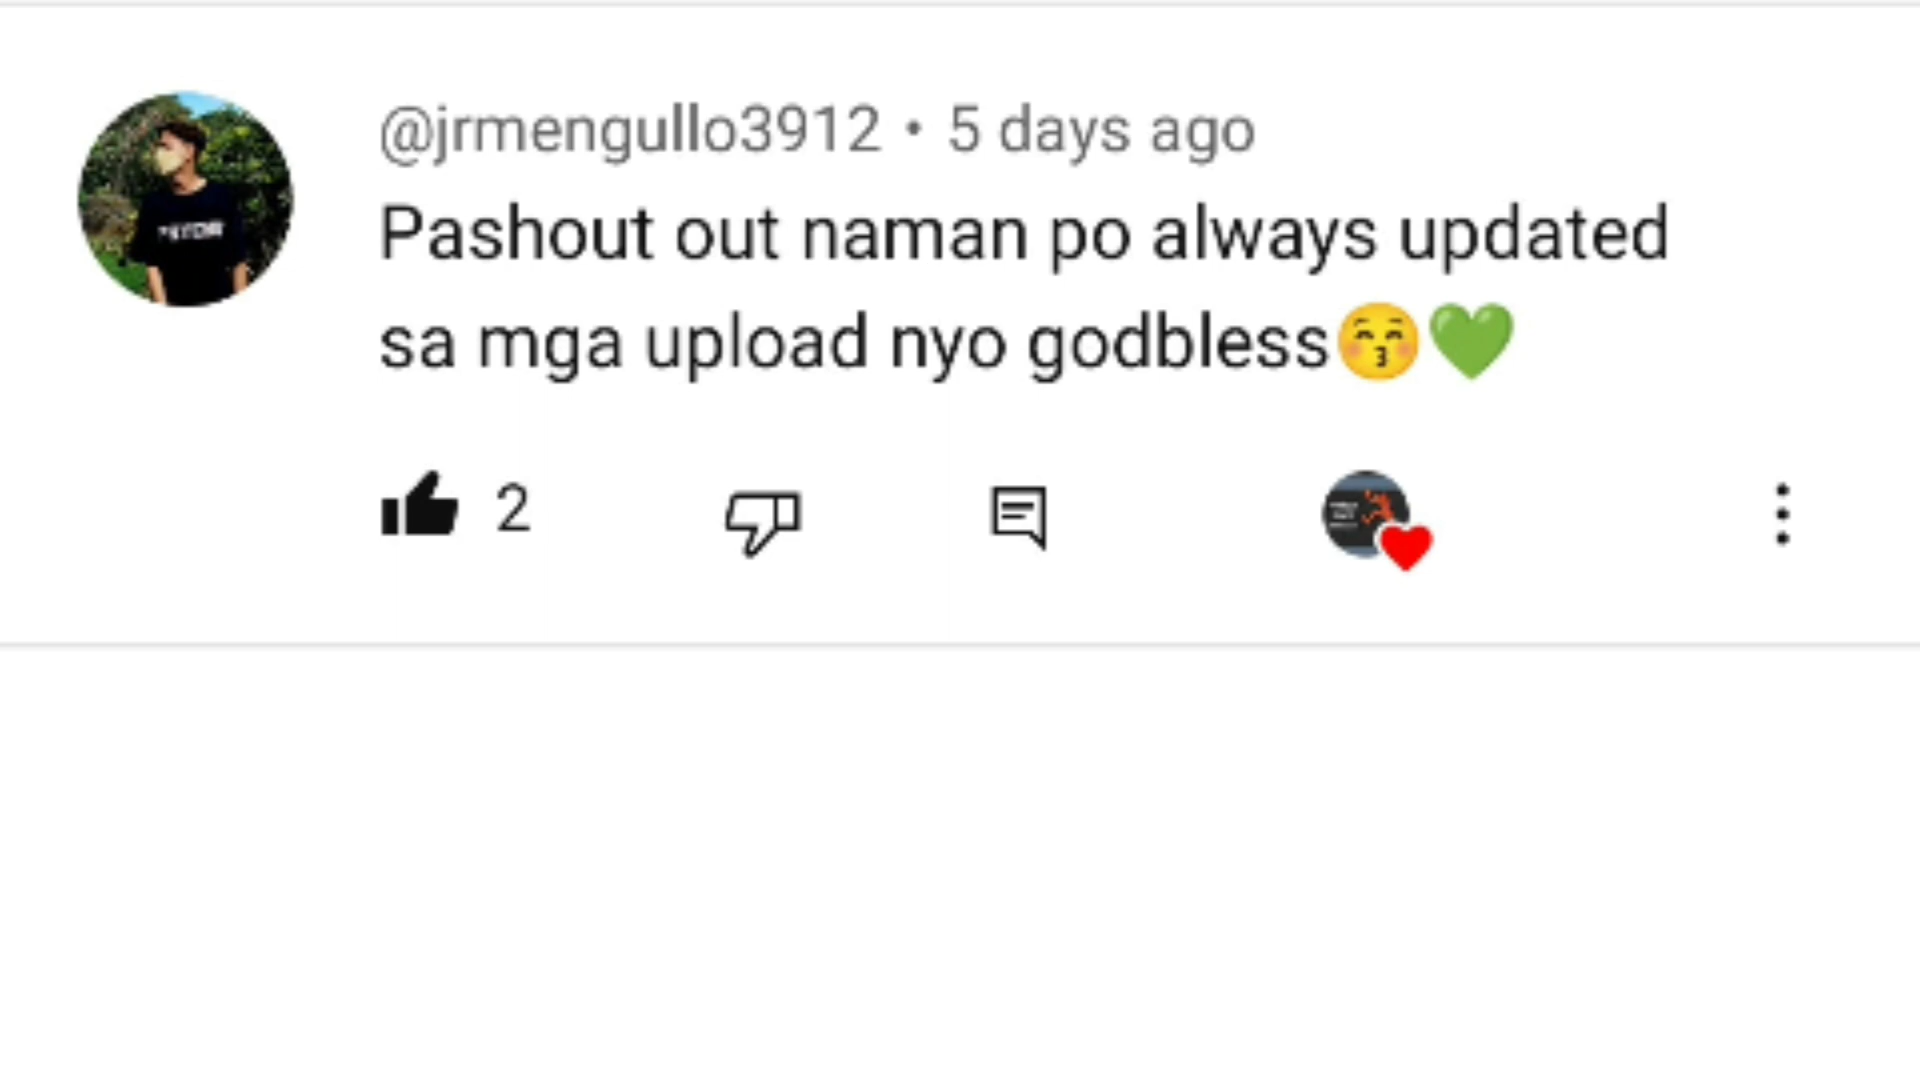 @jrmengullo3912 • 5 days ago
Pashout out naman po always updated
sa mga upload nyo godbless😚💚
2